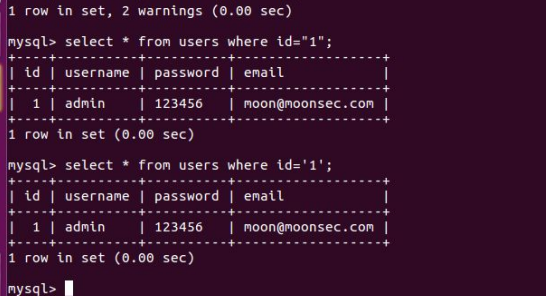 1 row in set, 2 warnings (0.00 sec)
mysql> select * from users where id="1";
+----+----------+----------+-------------------+
| id | username | password | email             |
+----+----------+----------+-------------------+
|  1 | admin    | 123456   | moon@moonsec.com |
+----+----------+----------+-------------------+
1 row in set (0.00 sec)
mysql> select * from users where id='1';
+----+----------+----------+-------------------+
| id | username | password | email             |
+----+----------+----------+-------------------+
|  1 | admin    | 123456   | moon@moonsec.com |
+----+----------+----------+-------------------+
1 row in set (0.00 sec)
mysql>